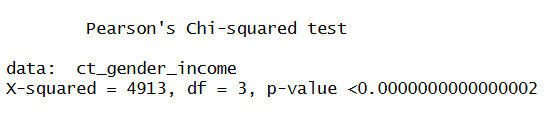 Pearson's Chi-squared test
data: ct_gender_income
X-squared = 4913, df = 3, p-value <0.0000000000000002